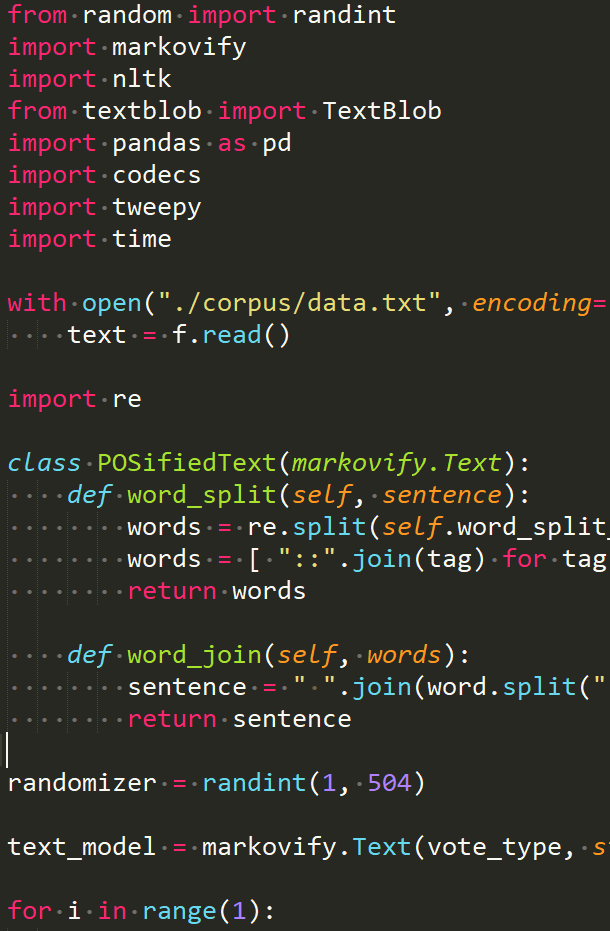 from random import randint
import markovify
import nltk
from textblob import TextBlob
import pandas as pd
import codecs
import tweepy
import time
with open("./corpus/data.txt", encoding=
text = f.read()
import re
class POSifiedText(markovify.Text):
def word_split(self, sentence):
words = re.split(self.word_split_
words = [ "::".join(tag) for tag
return words
def word_join(self, words):
sentence = " ".join(word.split("
return sentence
randomizer = randint(1, 504)
text_model = markovify.Text(vote_type, s
for i in range(1):